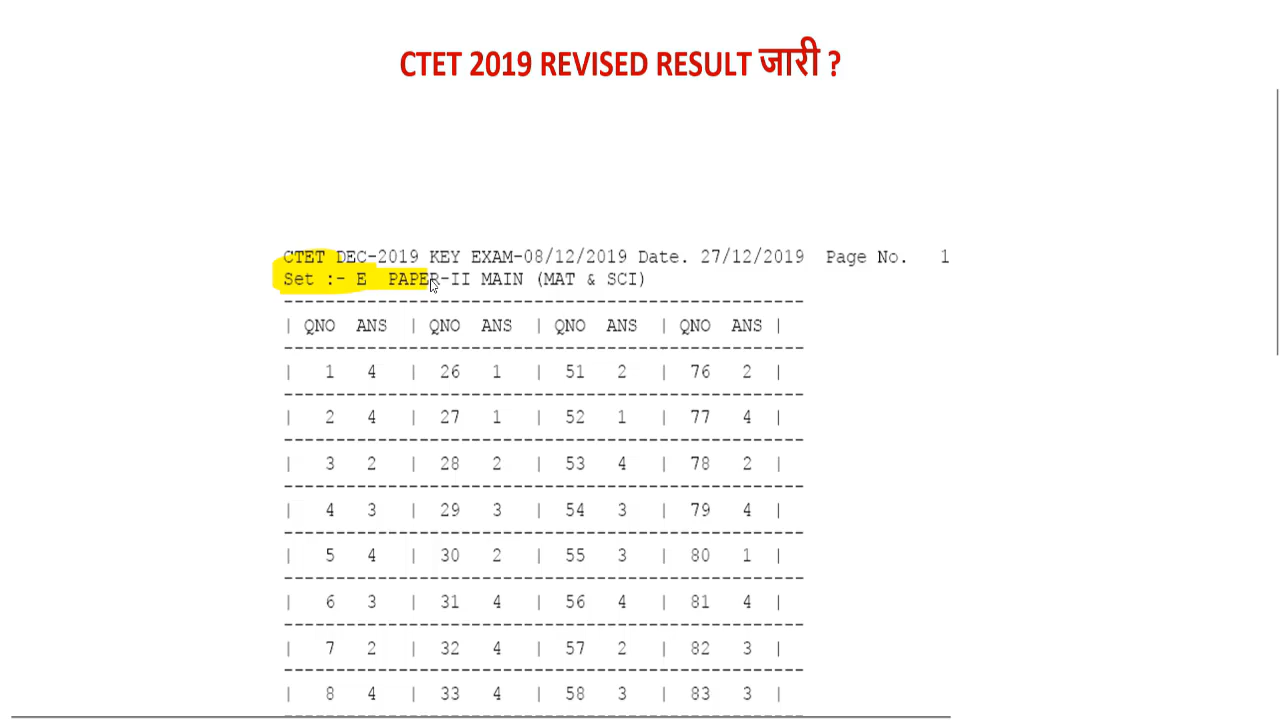 CTET 2019 REVISED RESULT जारी ?
CTET DEC-2019 KEY EXAM-08/12/2019 Date. 27/12/2019 Page No. 1
Set :- E PAPER-II MAIN (MAT & SCI)
--------------------------------------------------
| QNO ANS | QNO ANS | QNO ANS | QNO ANS |
--------------------------------------------------
| 1 4 | 26 1 | 51 2 | 76 2 |
--------------------------------------------------
| 2 4 | 27 1 | 52 1 | 77 4 |
--------------------------------------------------
| 3 2 | 28 2 | 53 4 | 78 2 |
--------------------------------------------------
| 4 3 | 29 3 | 54 3 | 79 4 |
--------------------------------------------------
| 5 4 | 30 2 | 55 3 | 80 1 |
--------------------------------------------------
| 6 3 | 31 4 | 56 4 | 81 4 |
--------------------------------------------------
| 7 2 | 32 4 | 57 2 | 82 3 |
--------------------------------------------------
| 8 4 | 33 4 | 58 3 | 83 3 |